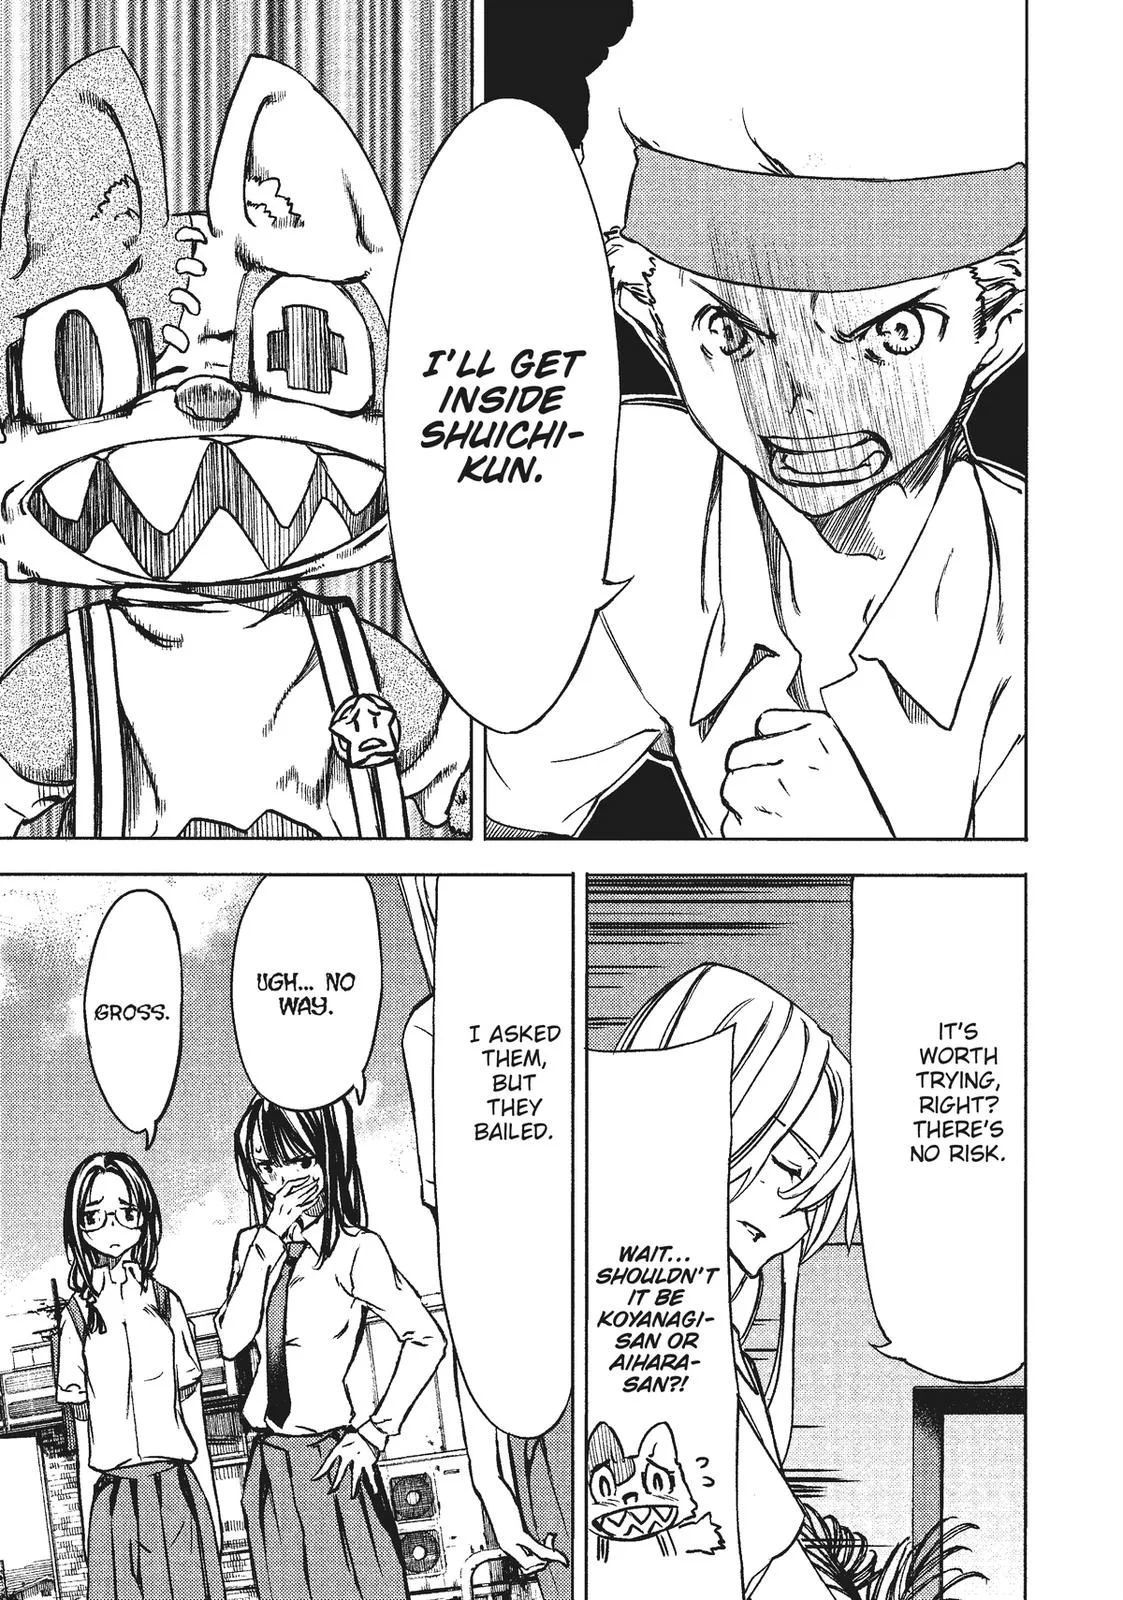 I'LL GET
INSIDE
SHUICHI-
KUN.
IT'S
WORTH
TRYING,
RIGHT?
THERE'S
NO RISK.
WAIT...
SHOULDN'T
IT BE
KOYANAGI-
SAN OR
AIHARA-
SAN?!
I ASKED
THEM,
BUT
THEY
BAILED.
UGH... NO
WAY.
GROSS.